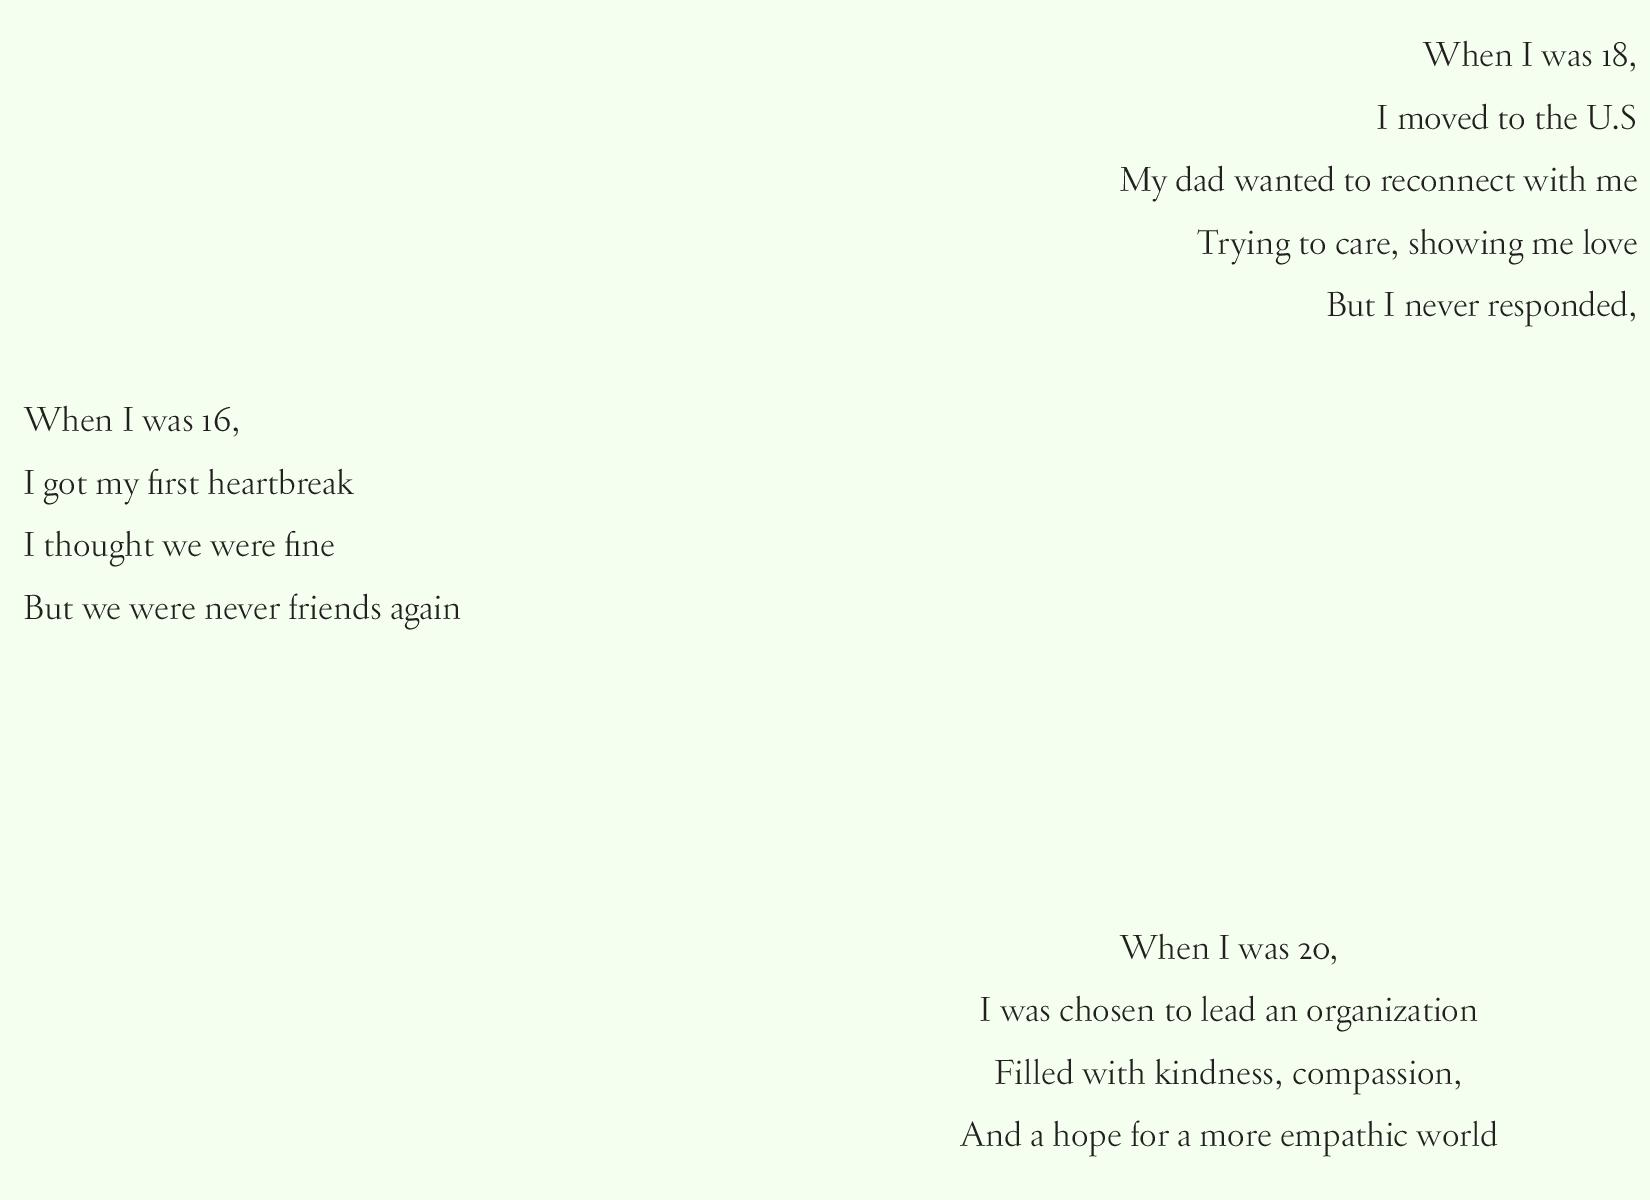 When I was 18,
I moved to the U.S
My dad wanted to reconnect with me
Trying to care, showing me love
But I never responded,
When I was 16,
I got my first heartbreak
I thought we were fine
But we were never friends again
When I was 20,
I was chosen to lead an organization
Filled with kindness, compassion,
And a hope for a more empathic world